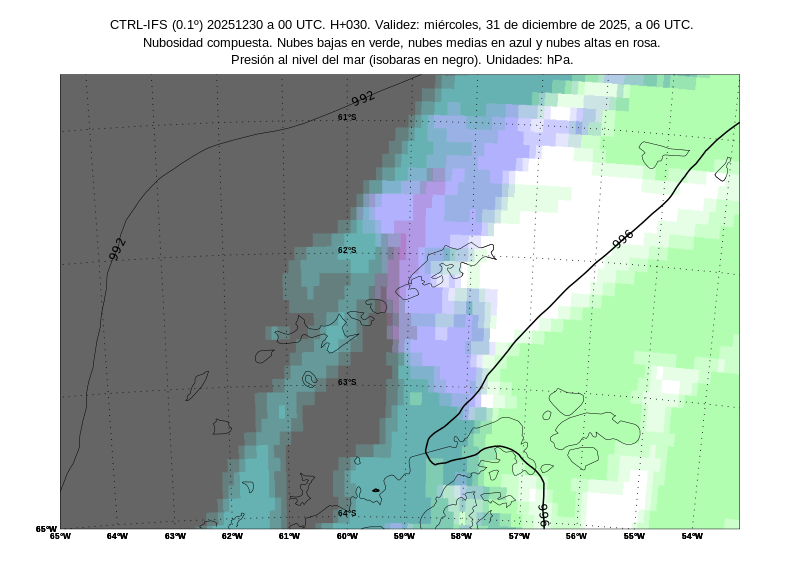 CTRL-IFS (0.1º) 20251230 a 00 UTC. H+030. Validez: miércoles, 31 de diciembre de 2025, a 06 UTC.
Nubosidad compuesta. Nubes bajas en verde, nubes medias en azul y nubes altas en rosa.
Presión al nivel del mar (isobaras en negro). Unidades: hPa.
992
61°S
996
992
62°S
63°S
64°S
996
65°W
65°W 64°W 63°W 62°W 61°W 60°W 59°W 58°W 57°W 56°W 55°W 54°W